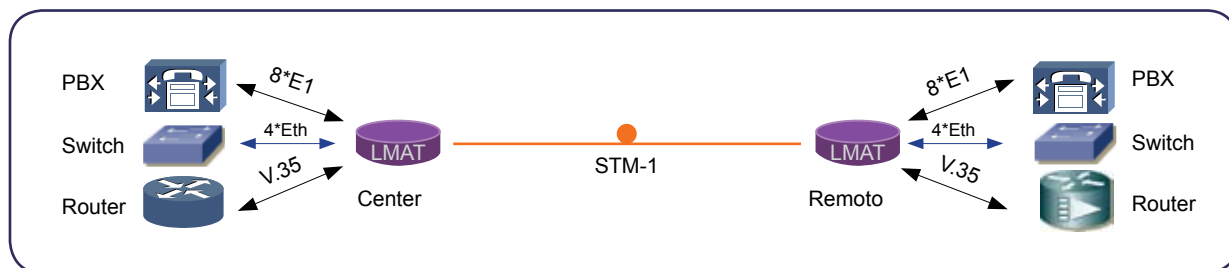 PBX
8*E1
Switch
4*Eth
LMAT
Router
V.35
Center
STM-1
8*E1
PBX
LMAT
4*Eth
Switch
Remoto
V.35
Router